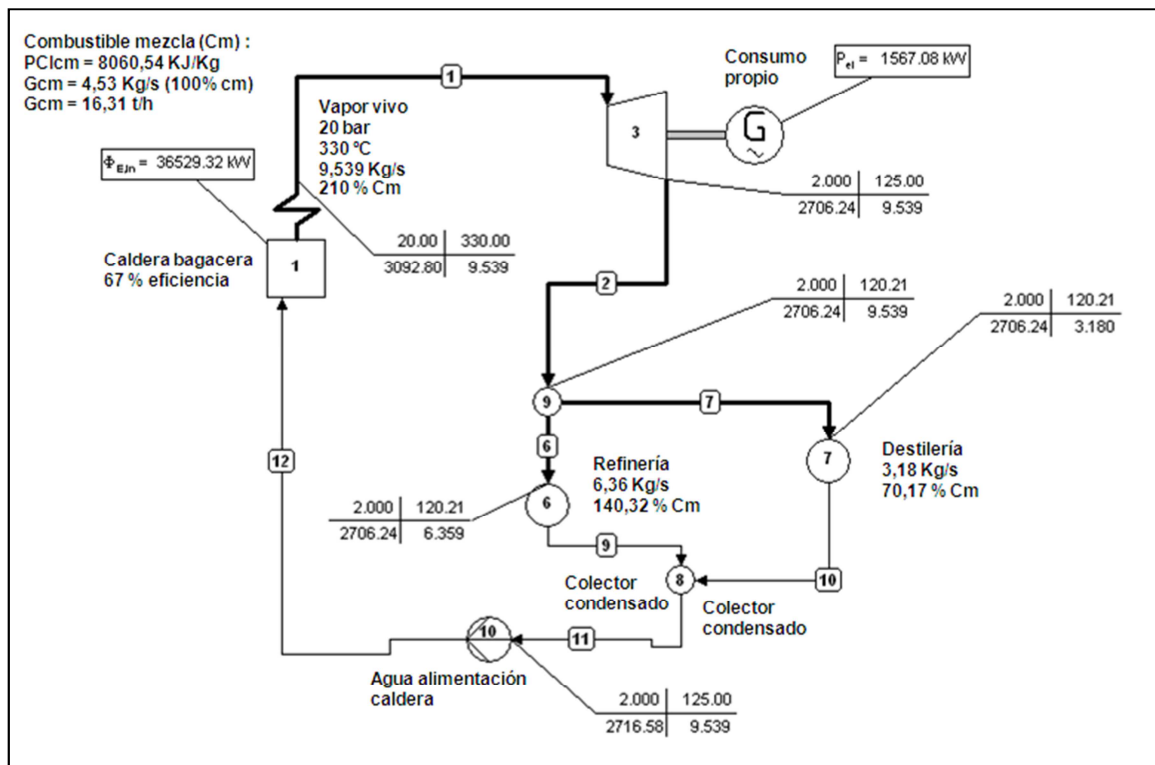 Combustible mezcla (Cm) :
PCIcm = 8060,54 KJ/Kg
Gcm = 4,53 Kg/s (100% cm)
Gcm = 16,31 t/h
Consumo
propio
Pel = 1567.08 kW
1
Vapor vivo
20 bar
330 ºC
9,539 Kg/s
210 % Cm
3
G
~
ΦE,In = 36529.32 kW
2.000 125.00
2706.24 9.539
Caldera bagacera
67 % eficiencia
1
20.00 330.00
3092.80 9.539
2
2.000 120.21
2706.24 9.539
2.000 120.21
2706.24 3.180
9
7
6
12
Refinería
6,36 Kg/s
140,32 % Cm
7
Destilería
3,18 Kg/s
70,17 % Cm
6
2.000 120.21
2706.24 6.359
9
8
10
Colector
condensado
Colector
condensado
10
11
Agua alimentación
caldera
2.000 125.00
2716.58 9.539